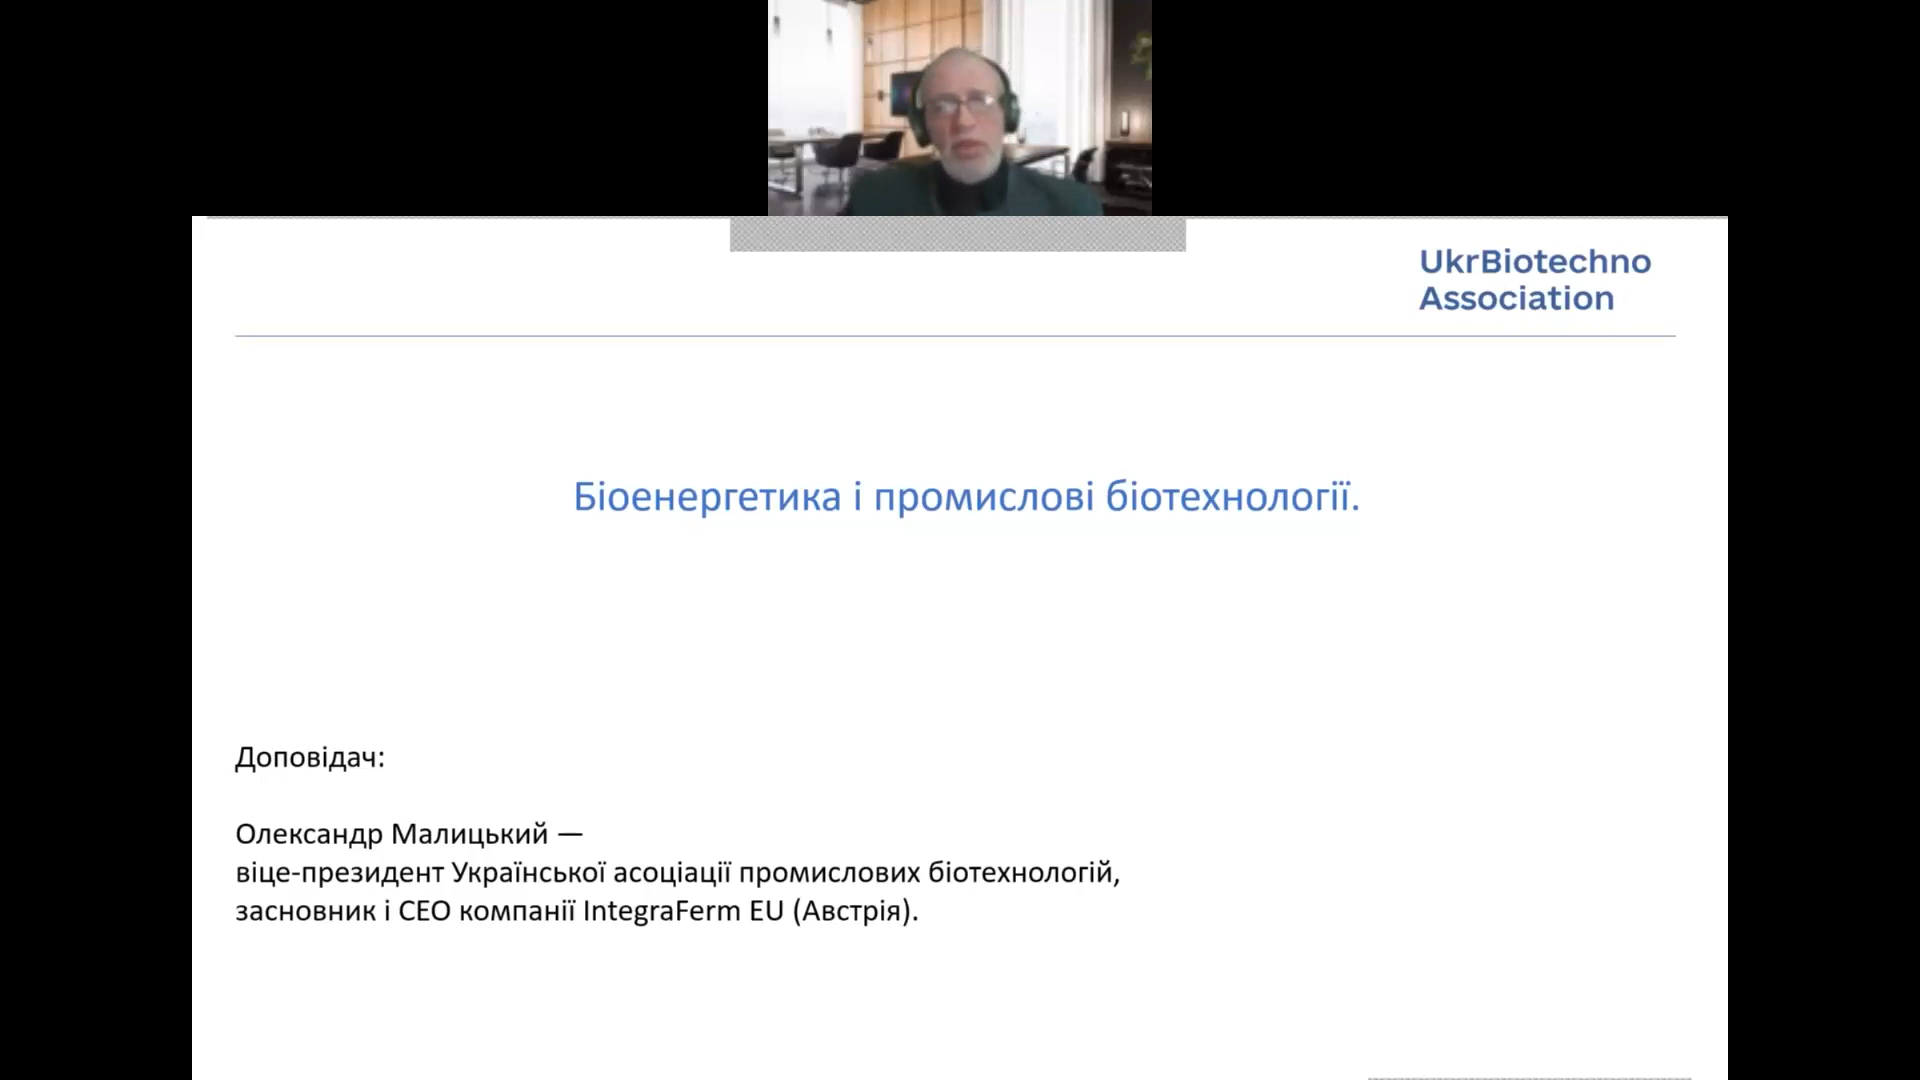 UkrBiotechno
Association
Біоенергетика і промислові біотехнології.
Доповідач:
Олександр Малицький —
віце-президент Української асоціації промислових біотехнологій,
засновник і CEO компанії IntegraFerm EU (Австрія).